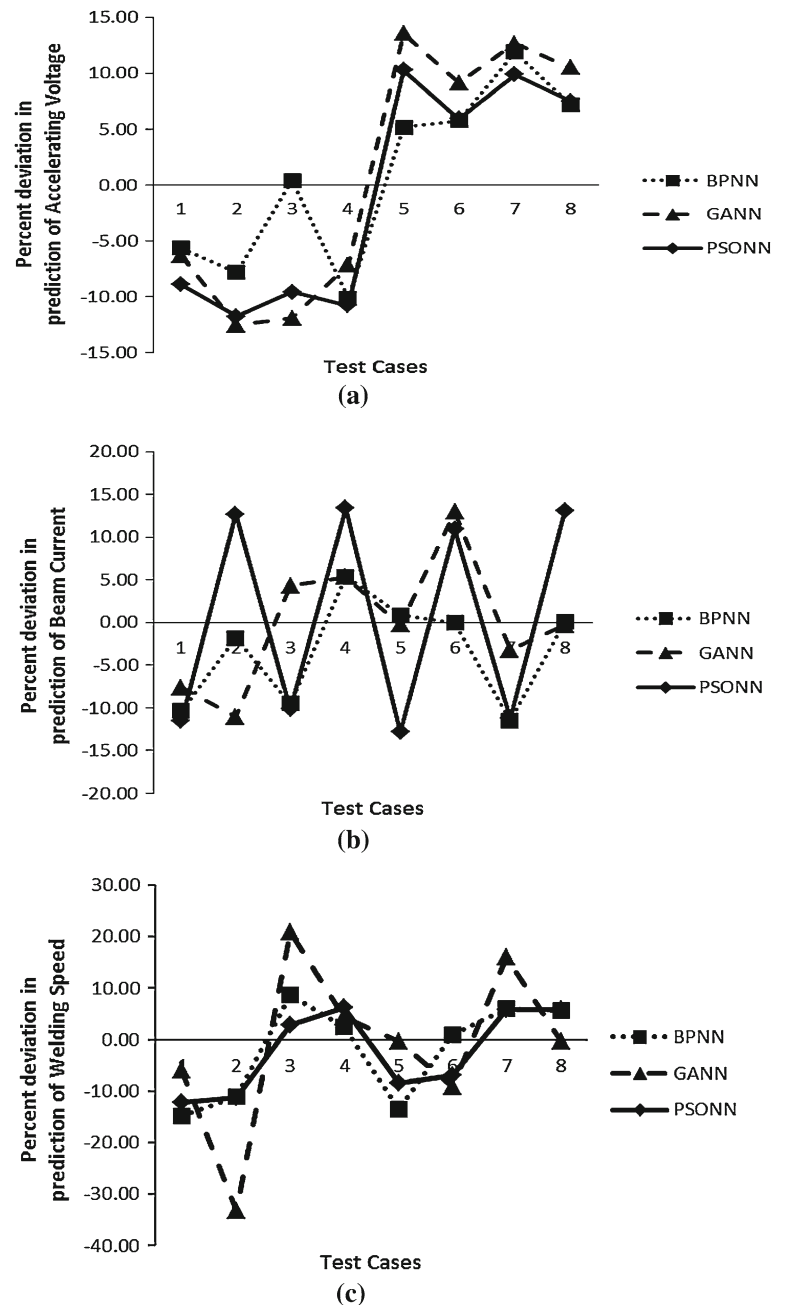 Percent deviation in
prediction of Accelerating Voltage
15.00
10.00
5.00
0.00
-5.00
-10.00
-15.00
1 2 3 4 5 6 7 8
Test Cases
BPNN
GANN
PSONN
(a)
Percent deviation in
prediction of Beam Current
20.00
15.00
10.00
5.00
0.00
-5.00
-10.00
-15.00
-20.00
1 2 3 4 5 6 7 8
Test Cases
BPNN
GANN
PSONN
(b)
Percent deviation in
prediction of Welding Speed
30.00
20.00
10.00
0.00
-10.00
-20.00
-30.00
-40.00
1 2 3 4 5 6 7 8
Test Cases
BPNN
GANN
PSONN
(c)